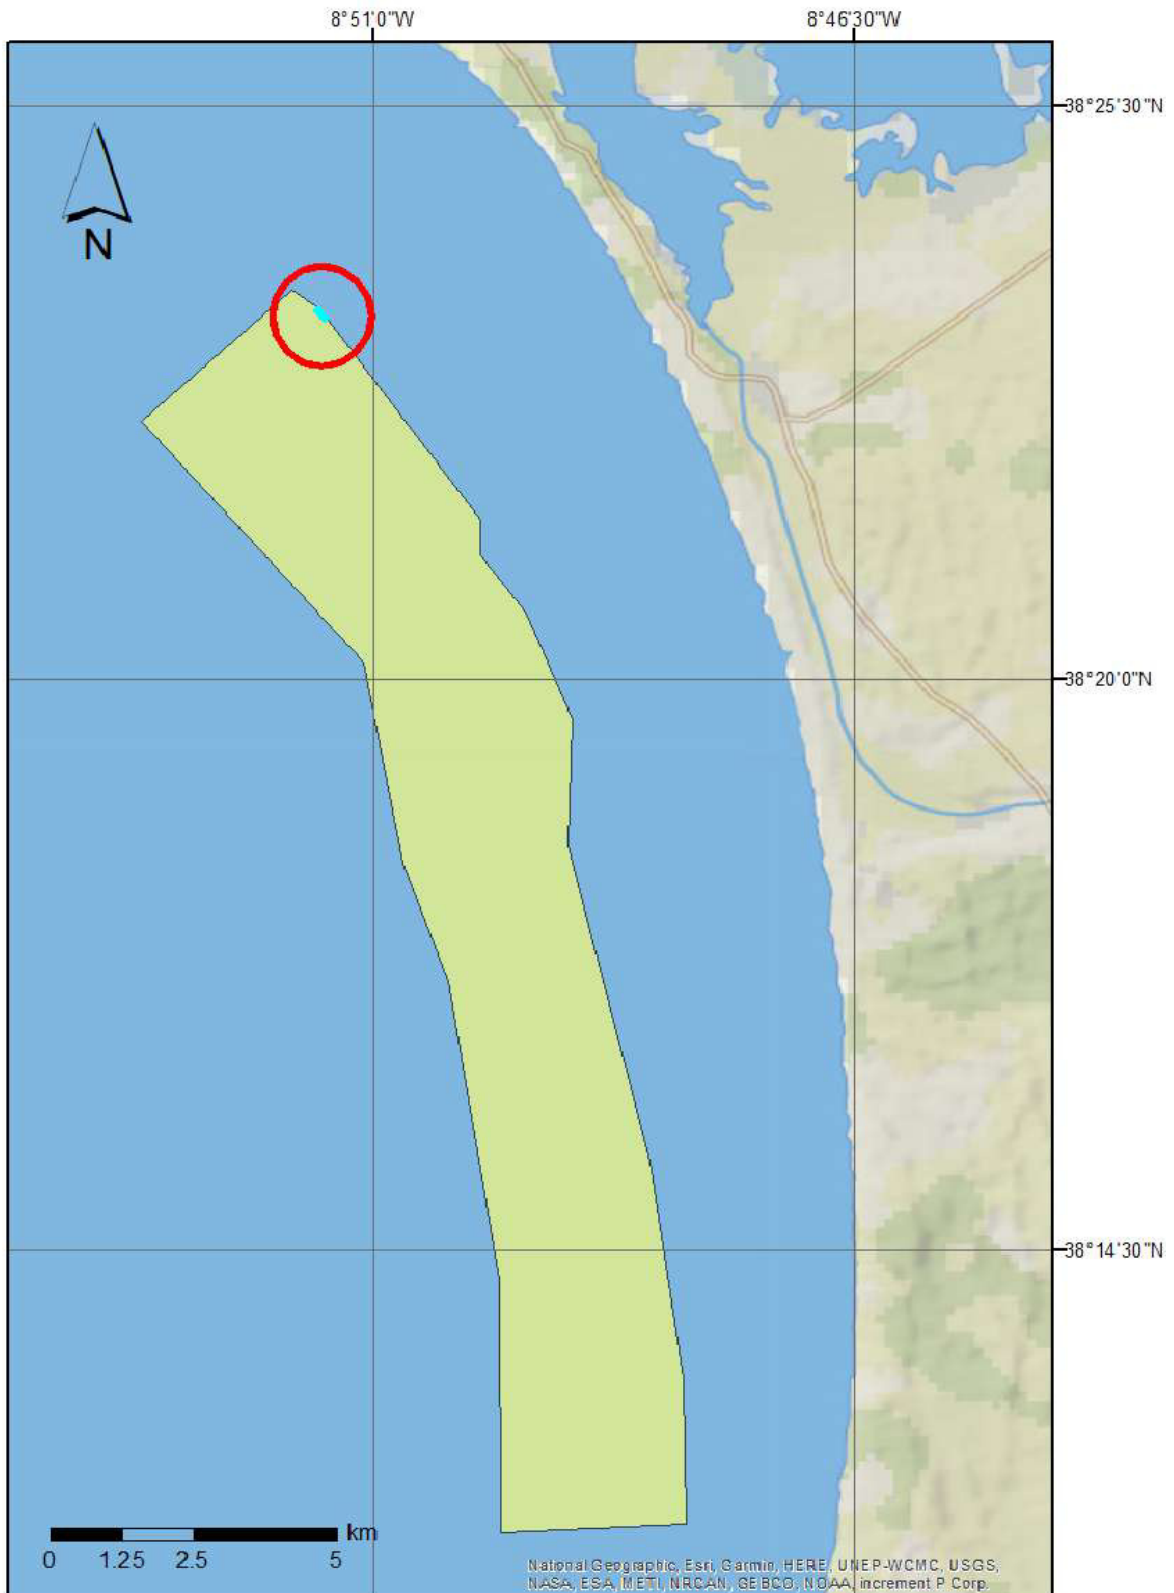 8°51'0"W 8°46'30"W
38°25'30"N
N
38°20'0"N
38°14'30"N
km
0 1.25 2.5 5
National Geographic, Esri, Garmin, HERE, UNEP-WCMC, USGS,
NASA, ESA, METI, NRCAN, GEBCO, NOAA, increment P Corp.